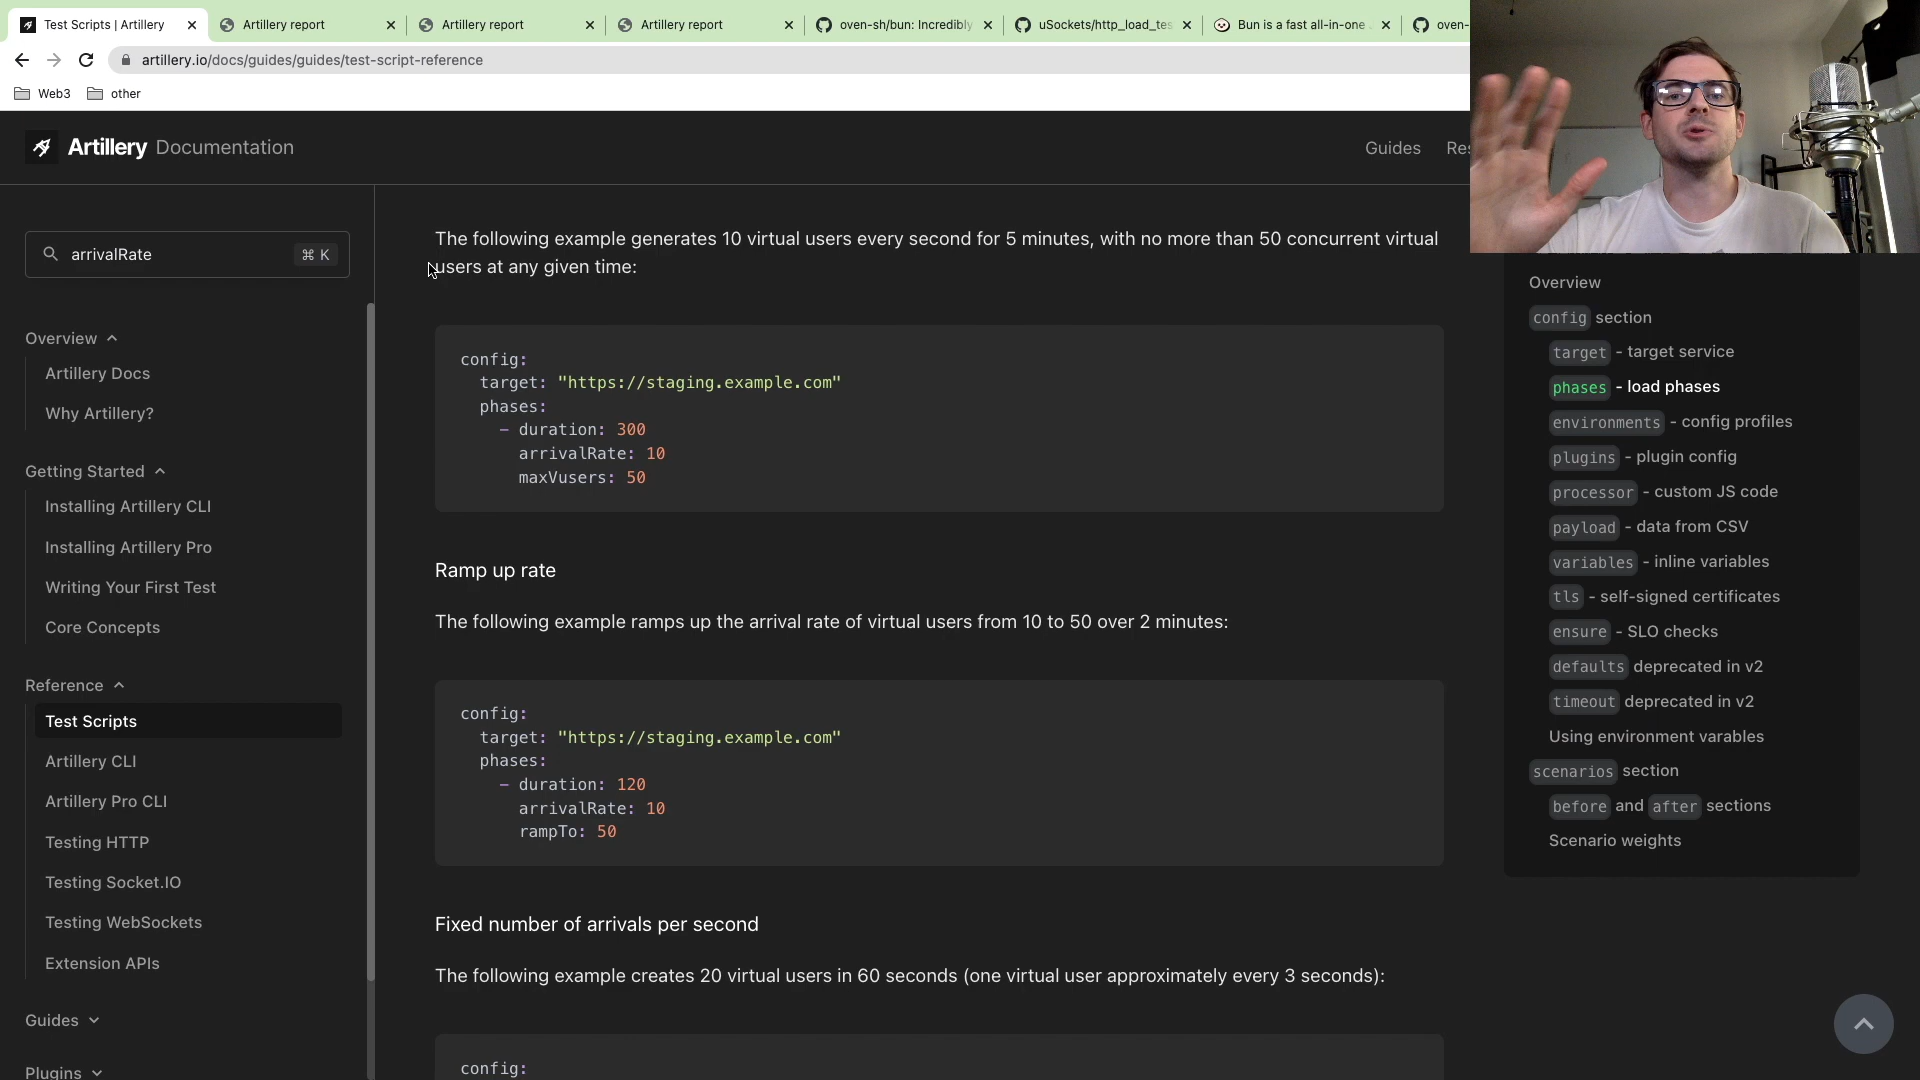 Test Scripts | Artillery
Artillery report
Artillery report
Artillery report
oven-sh/bun: Incredibly
uSockets/http_load_tes
Bun is a fast all-in-one
oven-
artillery.io/docs/guides/guides/test-script-reference
Web3
other
Artillery Documentation
Guides
Res
arrivalRate
⌘ K
Overview
Artillery Docs
Why Artillery?
Getting Started
Installing Artillery CLI
Installing Artillery Pro
Writing Your First Test
Core Concepts
Reference
Test Scripts
Artillery CLI
Artillery Pro CLI
Testing HTTP
Testing Socket.IO
Testing WebSockets
Extension APIs
Guides
Plugins
The following example generates 10 virtual users every second for 5 minutes, with no more than 50 concurrent virtual
users at any given time:
config:
target: "https://staging.example.com"
phases:
- duration: 300
arrivalRate: 10
maxVusers: 50
Ramp up rate
The following example ramps up the arrival rate of virtual users from 10 to 50 over 2 minutes:
config:
target: "https://staging.example.com"
phases:
- duration: 120
arrivalRate: 10
rampTo: 50
Fixed number of arrivals per second
The following example creates 20 virtual users in 60 seconds (one virtual user approximately every 3 seconds):
config:
Overview
config section
target - target service
phases - load phases
environments - config profiles
plugins - plugin config
processor - custom JS code
payload - data from CSV
variables - inline variables
tls - self-signed certificates
ensure - SLO checks
defaults deprecated in v2
timeout deprecated in v2
Using environment varables
scenarios section
before and after sections
Scenario weights